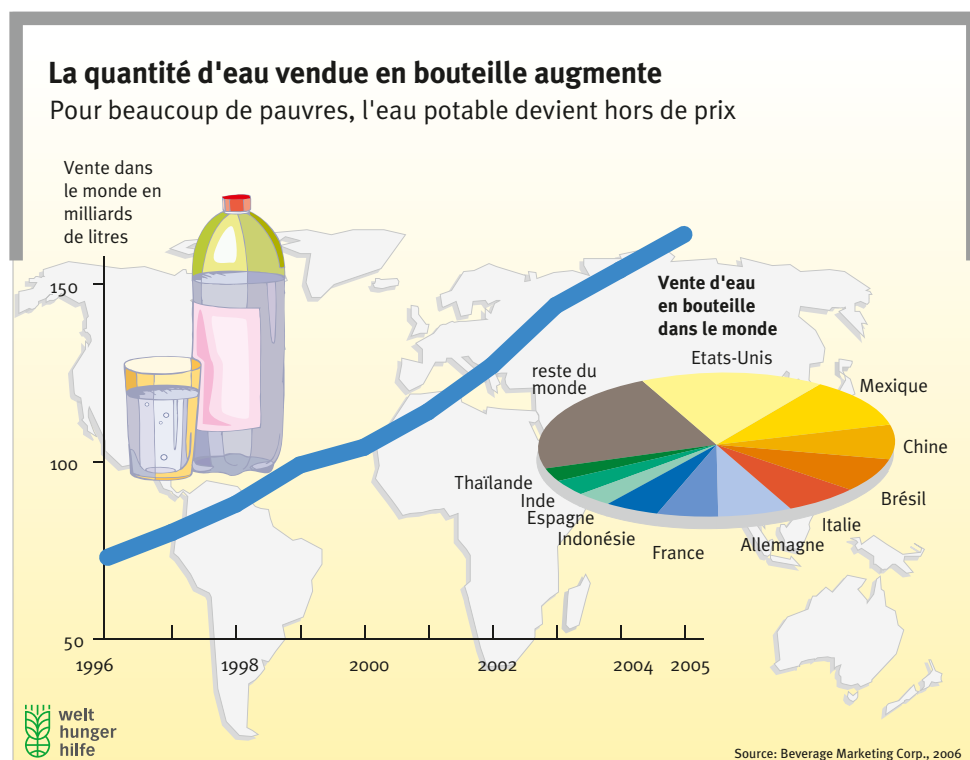 La quantité d'eau vendue en bouteille augmente
Pour beaucoup de pauvres, l'eau potable devient hors de prix
Vente dans
le monde en
milliards
de litres
150
100
50
1996
1998
2000
2002
2004
2005
Vente d'eau
en bouteille
dans le monde
Etats-Unis
Mexique
Chine
Brésil
Italie
Allemagne
France
Indonésie
Espagne
Inde
Thaïlande
reste du
monde
welt
hunger
hilfe
Source: Beverage Marketing Corp., 2006